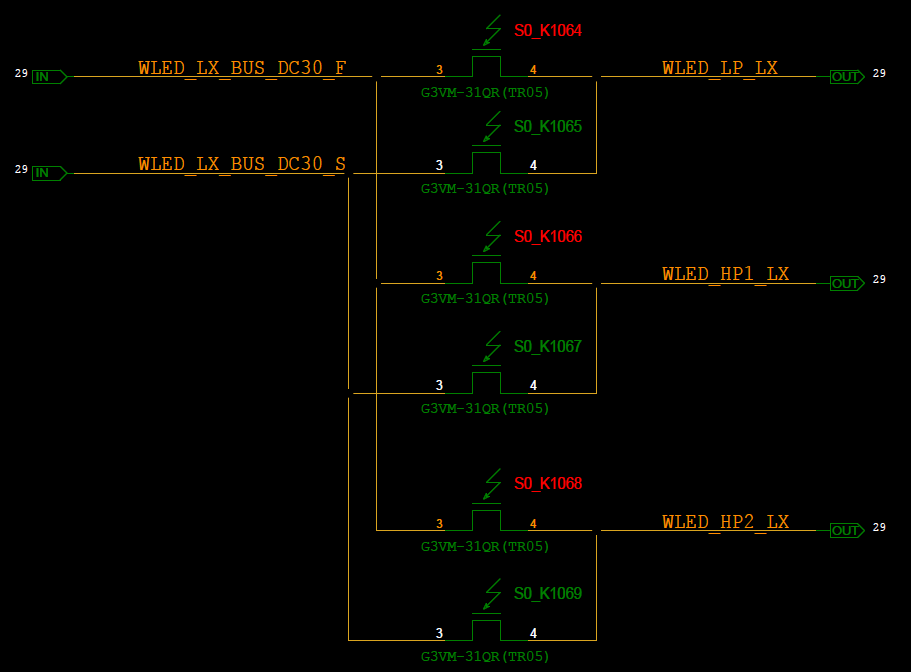 S0_K1064
29 IN WLED_LX_BUS_DC30_F 3 4 WLED_LP_LX OUT 29
G3VM-31QR(TR05)
S0_K1065
29 IN WLED_LX_BUS_DC30_S 3 4
G3VM-31QR(TR05)
S0_K1066
3 4 WLED_HP1_LX OUT 29
G3VM-31QR(TR05)
S0_K1067
3 4
G3VM-31QR(TR05)
S0_K1068
3 4 WLED_HP2_LX OUT 29
G3VM-31QR(TR05)
S0_K1069
3 4
G3VM-31QR(TR05)